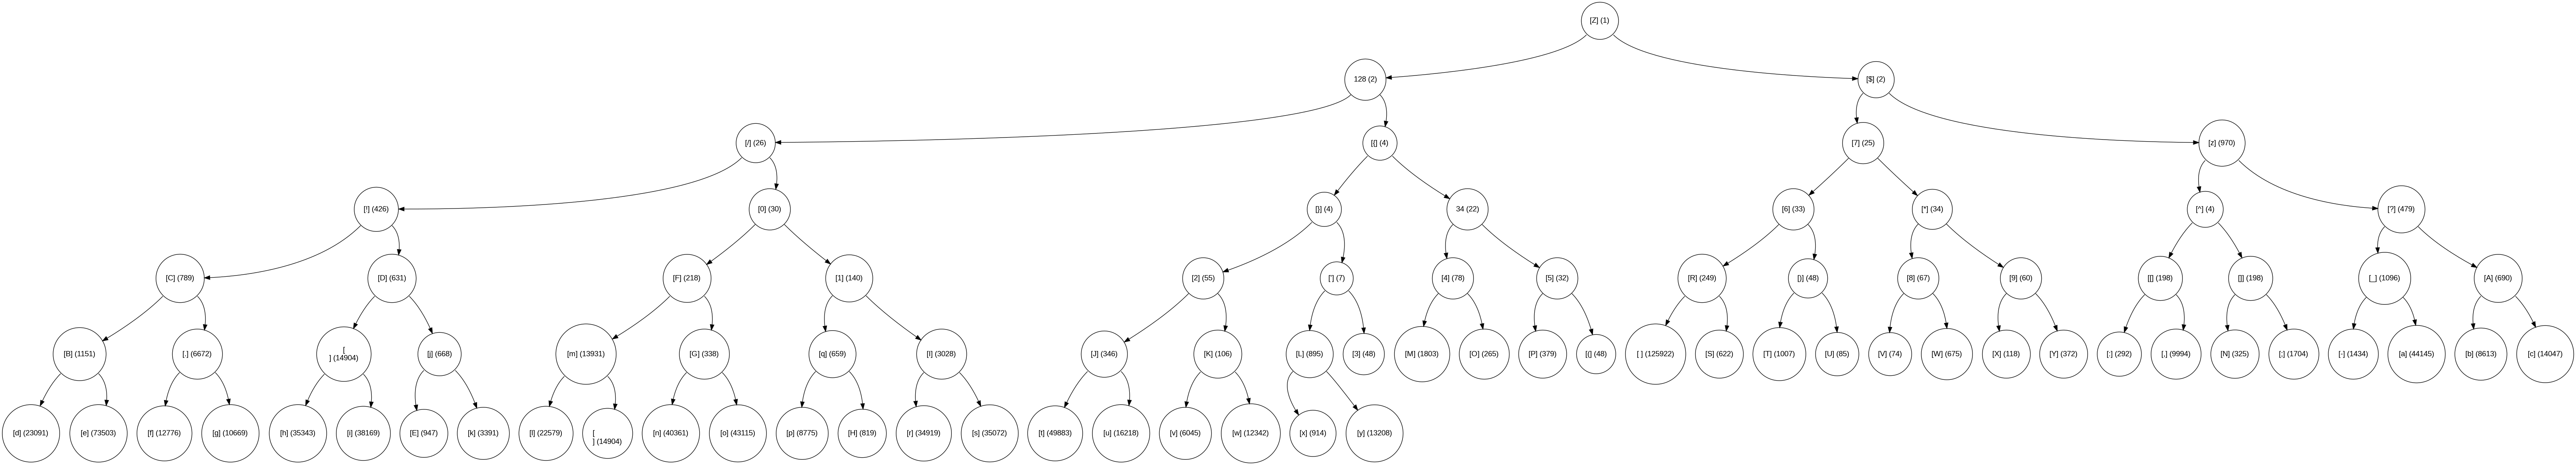 [Z] (1)
128 (2)
[$] (2)
[/] (26)
[{] (4)
[7] (25)
[z] (970)
[!] (426)
[0] (30)
[}] (4)
34 (22)
[6] (33)
[*] (34)
[^] (4)
[?] (479)
[C] (789)
[D] (631)
[F] (218)
[1] (140)
[2] (55)
['] (7)
[4] (78)
[5] (32)
[R] (249)
[)] (48)
[8] (67)
[9] (60)
[[] (198)
[]] (198)
[_] (1096)
[A] (690)
[B] (1151)
[.] (6672)
[
] (14904)
[j] (668)
[m] (13931)
[G] (338)
[q] (659)
[I] (3028)
[J] (346)
[K] (106)
[L] (895)
[3] (48)
[M] (1803)
[O] (265)
[P] (379)
[(] (48)
[ ] (125922)
[S] (622)
[T] (1007)
[U] (85)
[V] (74)
[W] (675)
[X] (118)
[Y] (372)
[:] (292)
[,] (9994)
[N] (325)
[;] (1704)
[-] (1434)
[a] (44145)
[b] (8613)
[c] (14047)
[d] (23091)
[e] (73503)
[f] (12776)
[g] (10669)
[h] (35343)
[i] (38169)
[E] (947)
[k] (3391)
[l] (22579)
[
] (14904)
[n] (40361)
[o] (43115)
[p] (8775)
[H] (819)
[r] (34919)
[s] (35072)
[t] (49883)
[u] (16218)
[v] (6045)
[w] (12342)
[x] (914)
[y] (13208)